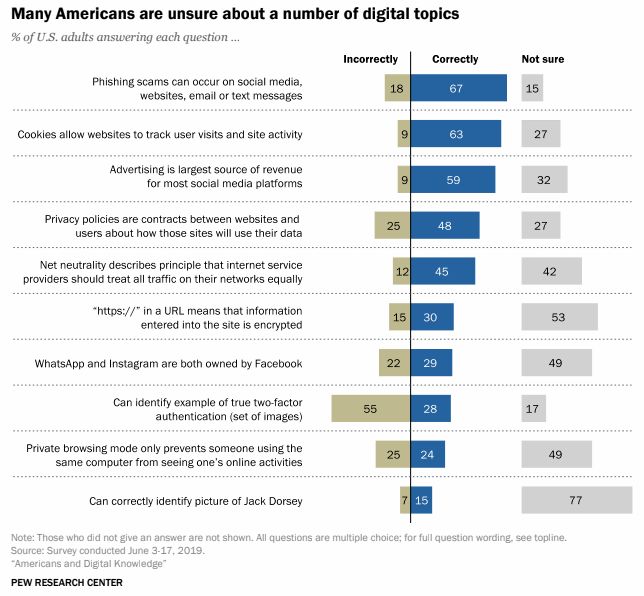 Many Americans are unsure about a number of digital topics
% of U.S. adults answering each question ...
Incorrectly Correctly Not sure
Phishing scams can occur on social media,
websites, email or text messages
18 67 15
Cookies allow websites to track user visits and site activity
9 63 27
Advertising is largest source of revenue
for most social media platforms
9 59 32
Privacy policies are contracts between websites and
users about how those sites will use their data
25 48 27
Net neutrality describes principle that internet service
providers should treat all traffic on their networks equally
12 45 42
“https://” in a URL means that information
entered into the site is encrypted
15 30 53
WhatsApp and Instagram are both owned by Facebook
22 29 49
Can identify example of true two-factor
authentication (set of images)
55 28 17
Private browsing mode only prevents someone using the
same computer from seeing one’s online activities
25 24 49
Can correctly identify picture of Jack Dorsey
7 15 77
Note: Those who did not give an answer are not shown. All questions are multiple choice; for full question wording, see topline.
Source: Survey conducted June 3-17, 2019.
“Americans and Digital Knowledge”
PEW RESEARCH CENTER